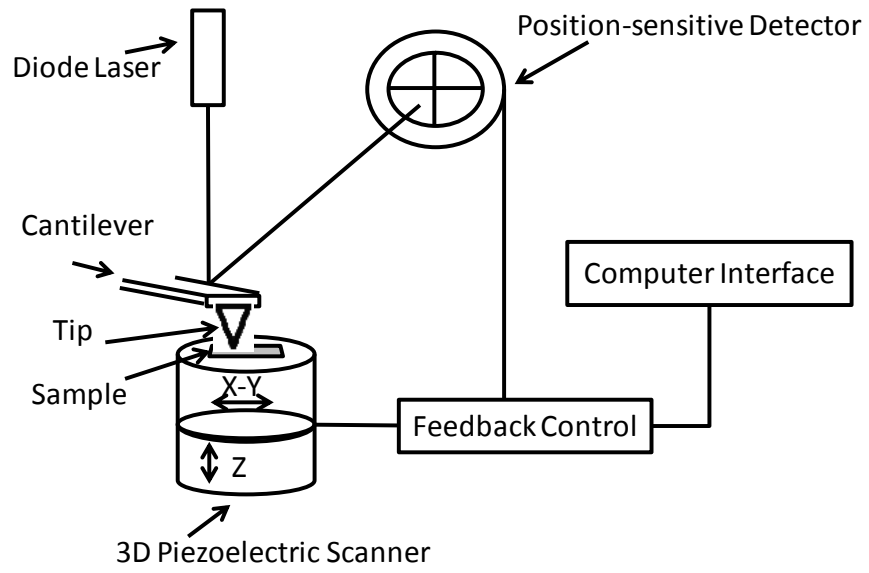 Position-sensitive Detector
Diode Laser
Cantilever
Computer Interface
Tip
Sample
X-Y
Feedback Control
Z
3D Piezoelectric Scanner